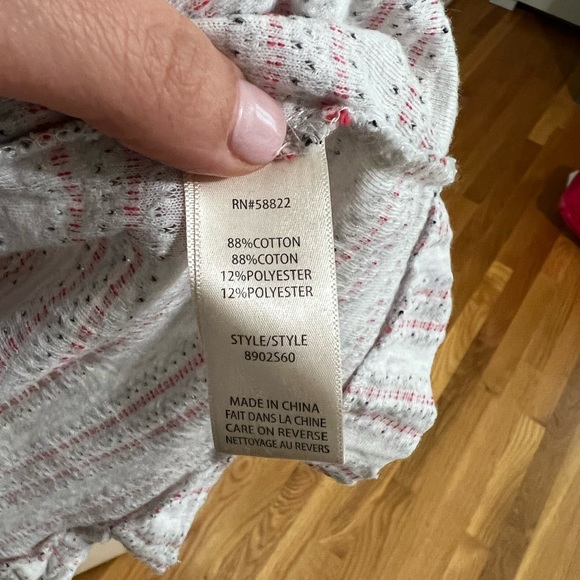 RN#58822
88%COTTON
88%COTON
12%POLYESTER
12%POLYESTER
STYLE/STYLE
8902S60
MADE IN CHINA
FAIT DANS LA CHINE
CARE ON REVERSE
NETTOYAGE AU REVERS